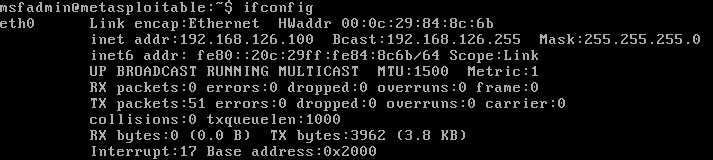 msfadmin@metasploitable:~$ ifconfig
eth0      Link encap:Ethernet  HWaddr 00:0c:29:84:8c:6b
          inet addr:192.168.126.100  Bcast:192.168.126.255  Mask:255.255.255.0
          inet6 addr: fe80::20c:29ff:fe84:8c6b/64 Scope:Link
          UP BROADCAST RUNNING MULTICAST  MTU:1500  Metric:1
          RX packets:0 errors:0 dropped:0 overruns:0 frame:0
          TX packets:51 errors:0 dropped:0 overruns:0 carrier:0
          collisions:0 txqueuelen:1000
          RX bytes:0 (0.0 B)  TX bytes:3962 (3.8 KB)
          Interrupt:17 Base address:0x2000